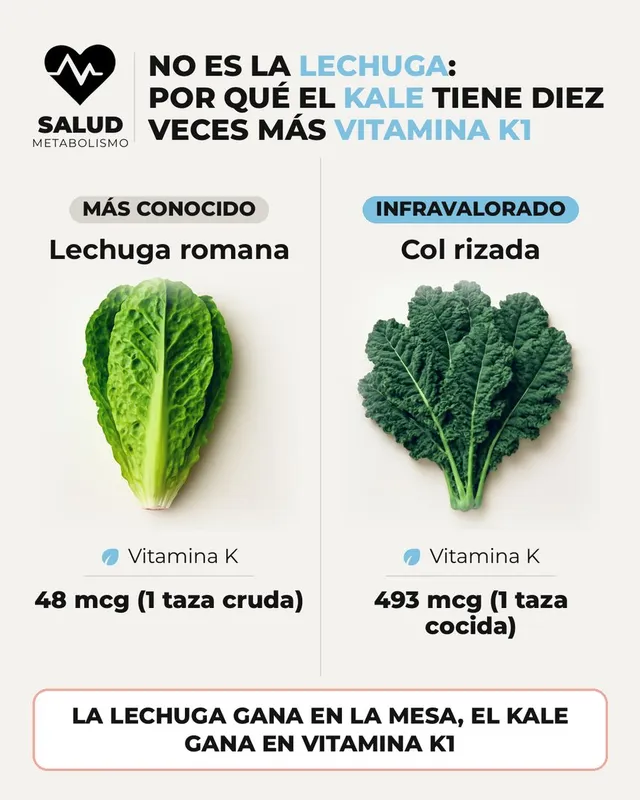 SALUD
METABOLISMO
NO ES LA LECHUGA:
POR QUÉ EL KALE TIENE DIEZ
VECES MÁS VITAMINA K1
MÁS CONOCIDO
Lechuga romana
Vitamina K
48 mcg (1 taza cruda)
INFRAVALORADO
Col rizada
Vitamina K
493 mcg (1 taza
cocida)
LA LECHUGA GANA EN LA MESA, EL KALE
GANA EN VITAMINA K1